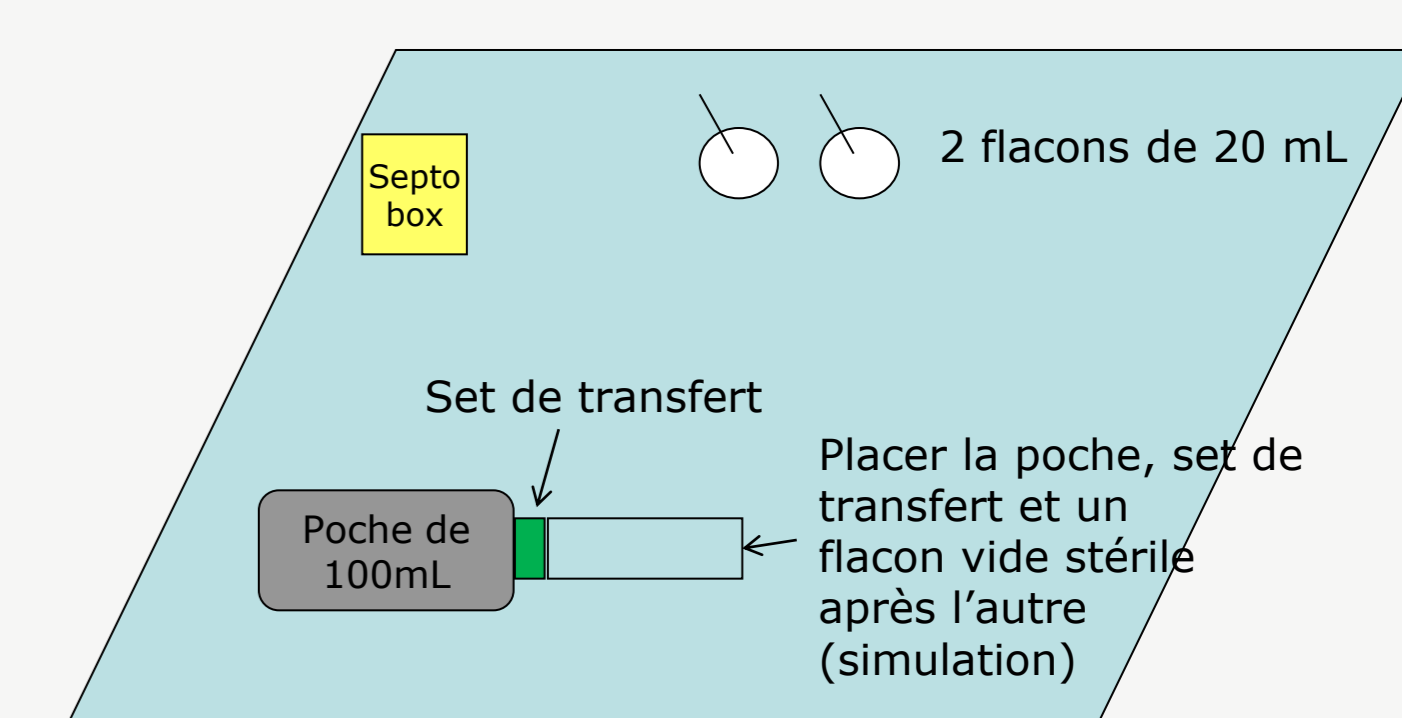 2 flacons de 20 mL
Septo
box
Set de transfert
Placer la poche, set de
transfert et un
flacon vide stérile
après l’autre
(simulation)
Poche de
100mL